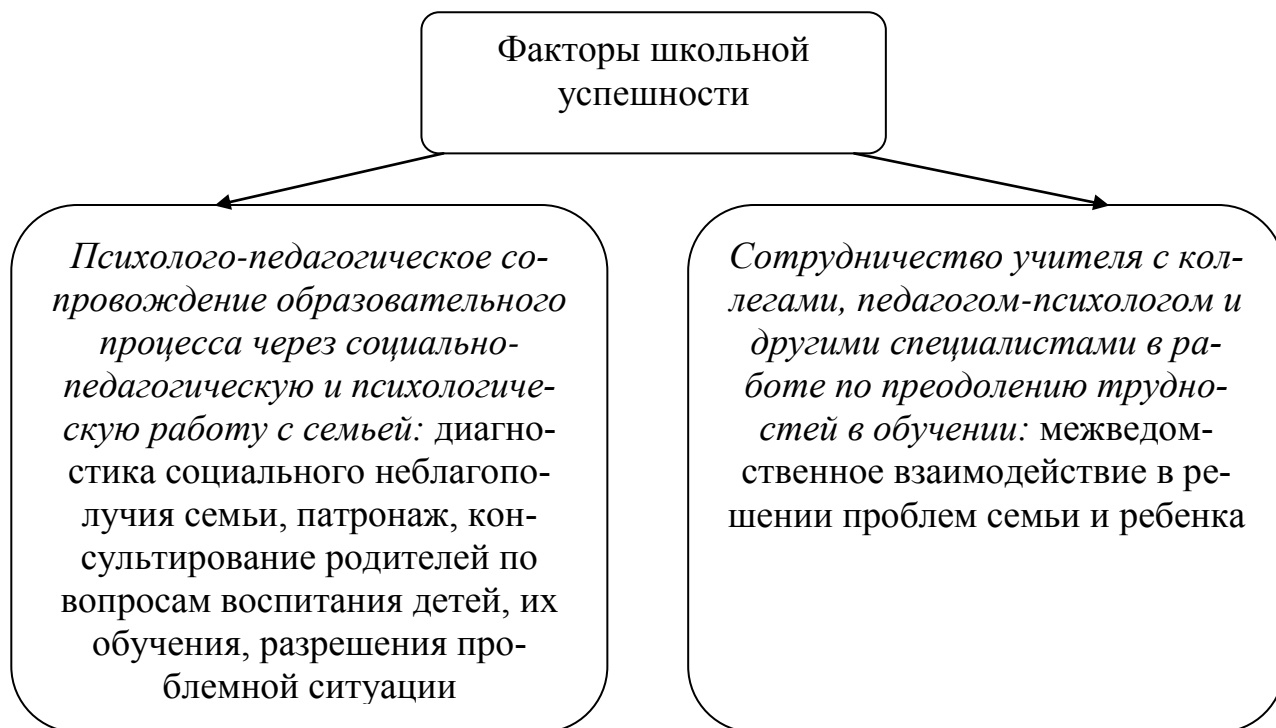 Факторы школьной
успешности
Психолого-педагогическое со-
провождение образовательного
процесса через социально-
педагогическую и психологиче-
скую работу с семьей: диагно-
стика социального неблагопо-
лучия семьи, патронаж, кон-
сультирование родителей по
вопросам воспитания детей, их
обучения, разрешения про-
блемной ситуации
Сотрудничество учителя с кол-
легами, педагогом-психологом и
другими специалистами в ра-
боте по преодолению трудно-
стей в обучении: межведом-
ственное взаимодействие в ре-
шении проблем семьи и ребенка